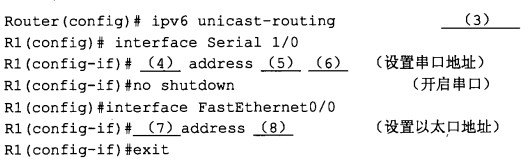 Router(config)# ipv6 unicast-routing (3)
R1(config)# interface Serial 1/0
R1(config-if)# (4) address (5) (6) （设置串口地址）
R1(config-if)#no shutdown （开启串口）
R1(config)#interface FastEthernet0/0
R1(config-if)# (7) address (8) （设置以太口地址）
R1(config-if)#exit